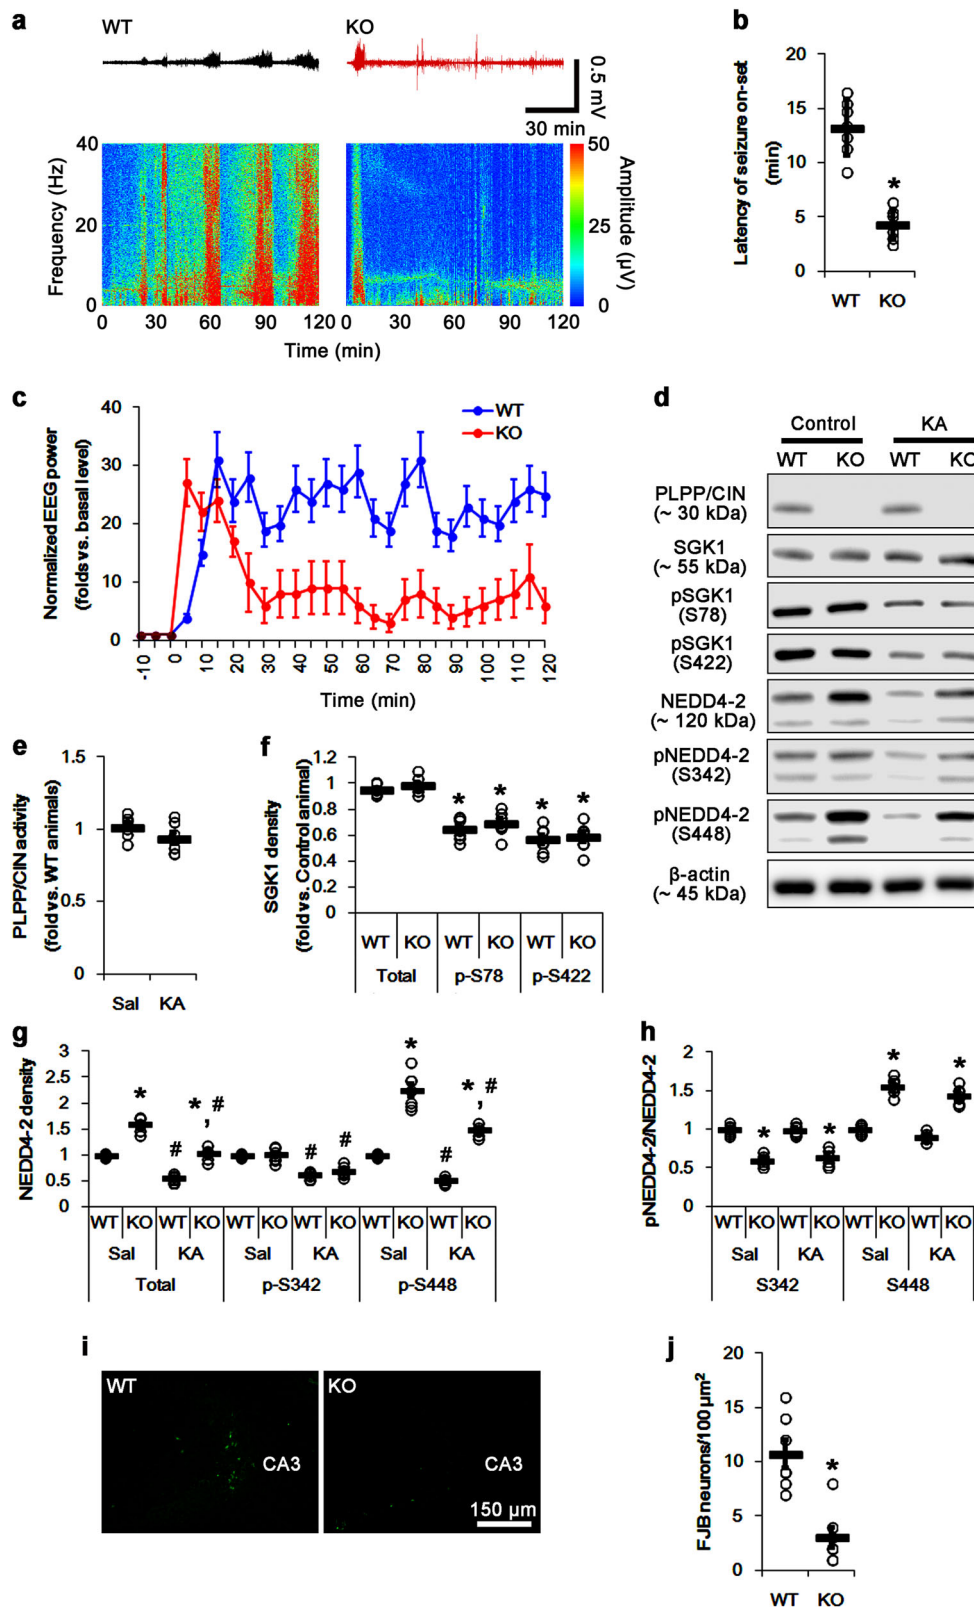 a
WT
KO
0.5 mV
30 min
Frequency (Hz)
40
20
0
0 30 60 90 120
0 30 60 90 120
Time (min)
50
25
0
Amplitude (µV)
b
Latency of seizure on-set
(min)
20
15
10
5
0
*
WT KO
c
Normalized EEG power
(folds vs. basal level)
40
30
20
10
0
WT
KO
-10 0 10 20 30 40 50 60 70 80 90 100 110 120
Time (min)
d
Control KA
WT KO WT KO
PLPP/CIN
(~ 30 kDa)
SGK1
(~ 55 kDa)
pSGK1
(S78)
pSGK1
(S422)
NEDD4-2
(~ 120 kDa)
pNEDD4-2
(S342)
pNEDD4-2
(S448)
β-actin
(~ 45 kDa)
e
PLPP/CIN activity
(fold vs. WT animals)
1.5
1
0.5
0
Sal KA
f
SGK1 density
(fold vs. Control animal)
1.2
1
0.8
0.6
0.4
0.2
0
* * * *
WT KO WT KO WT KO
Total p-S78 p-S422
g
NEDD4-2 density
3
2.5
2
1.5
1
0.5
0
* # *, # # # * # *, #
WT KO WT KO WT KO WT KO WT KO WT KO
Sal KA Sal KA Sal KA
Total p-S342 p-S448
h
pNEDD4-2/NEDD4-2
2
1.5
1
0.5
0
* * * *
WT KO WT KO WT KO WT KO
Sal KA Sal KA
S342 S448
i
WT
CA3
KO
CA3
150 µm
j
FJB neurons/100 µm²
20
15
10
5
0
*
WT KO